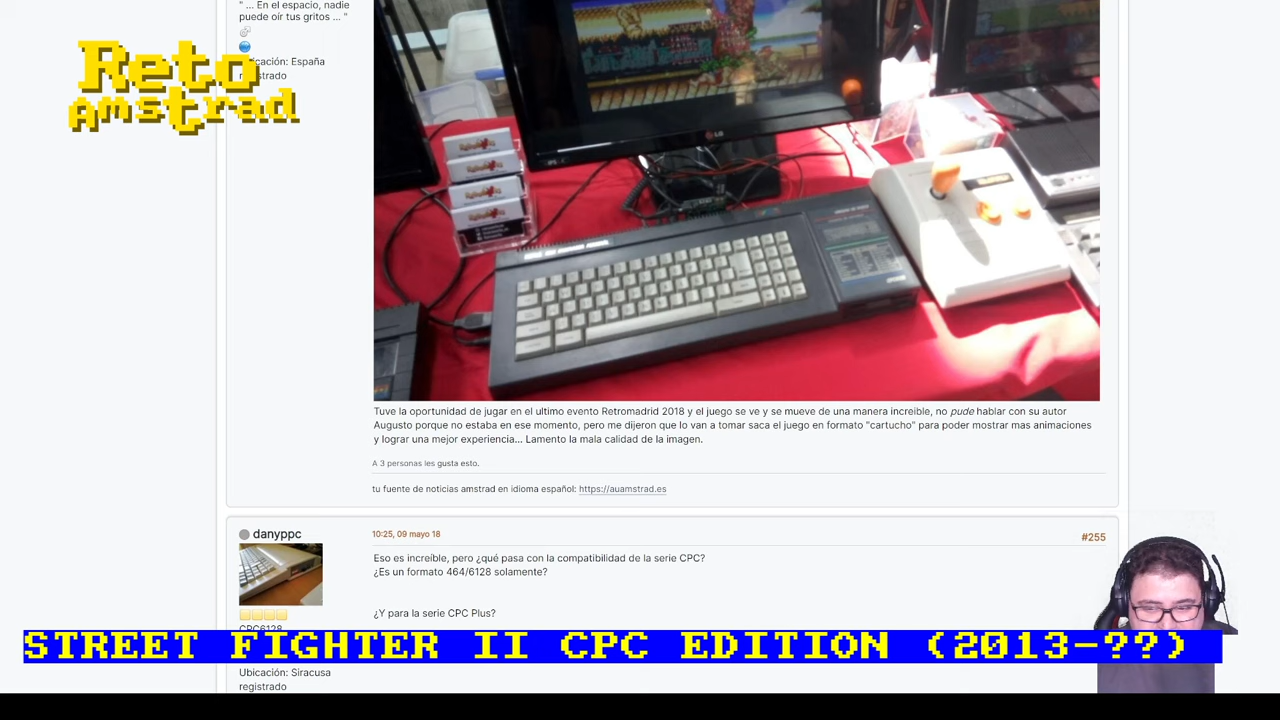 " ... En el espacio, nadie
puede oír tus gritos ... "
Ubicación: España
registrado
Reto
amstrad
LG
Tuve la oportunidad de jugar en el ultimo evento Retromadrid 2018 y el juego se ve y se mueve de una manera increible, no pude hablar con su autor
Augusto porque no estaba en ese momento, pero me dijeron que lo van a tomar saca el juego en formato "cartucho" para poder mostrar mas animaciones
y lograr una mejor experiencia... Lamento la mala calidad de la imagen.
A 3 personas les gusta esto.
tu fuente de noticias amstrad en idioma español: https://auamstrad.es
danyppc
10:25, 09 mayo 18
#255
Eso es increíble, pero ¿qué pasa con la compatibilidad de la serie CPC?
¿Es un formato 464/6128 solamente?
¿Y para la serie CPC Plus?
CPC6128
STREET FIGHTER II CPC EDITION (2013-??)
Ubicación: Siracusa
registrado